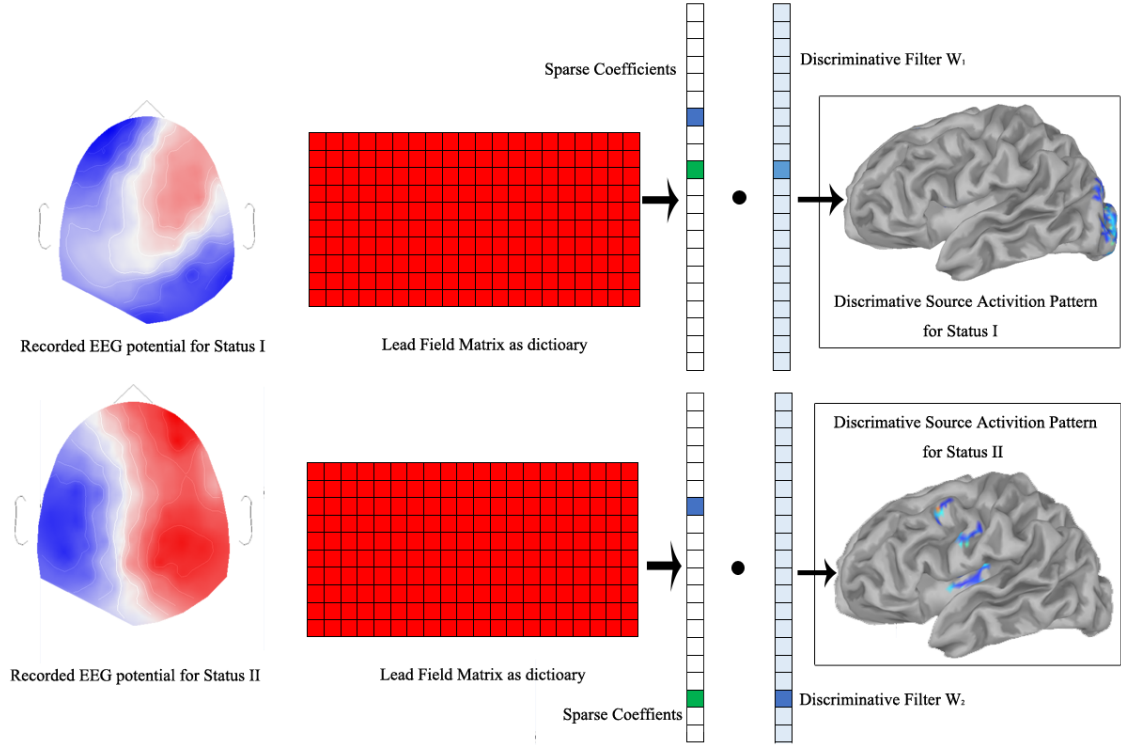 Sparse Coefficients
Discriminative Filter W₁
Recorded EEG potential for Status I
Lead Field Matrix as dictioary
Discrimative Source Activition Pattern
for Status I
Discrimative Source Activition Pattern
for Status II
Recorded EEG potential for Status II
Lead Field Matrix as dictioary
Sparse Coeffients
Discriminative Filter W₂